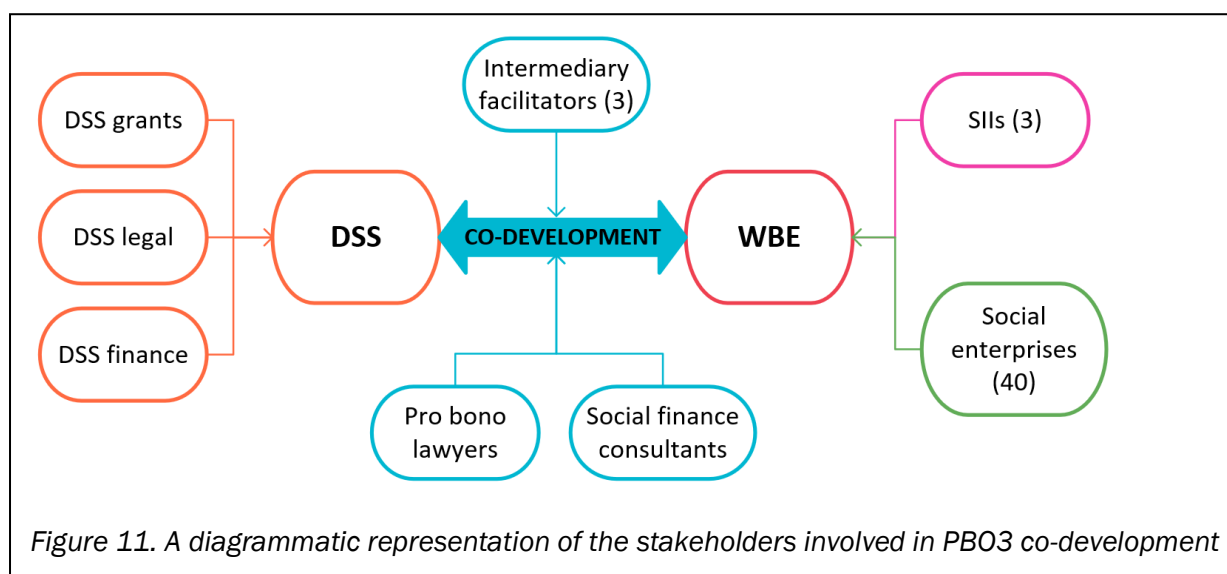 Intermediary
facilitators (3)
DSS grants
DSS legal
DSS finance
DSS
CO-DEVELOPMENT
WBE
SIIs (3)
Social
enterprises
(40)
Pro bono
lawyers
Social finance
consultants
Figure 11. A diagrammatic representation of the stakeholders involved in PBO3 co-development